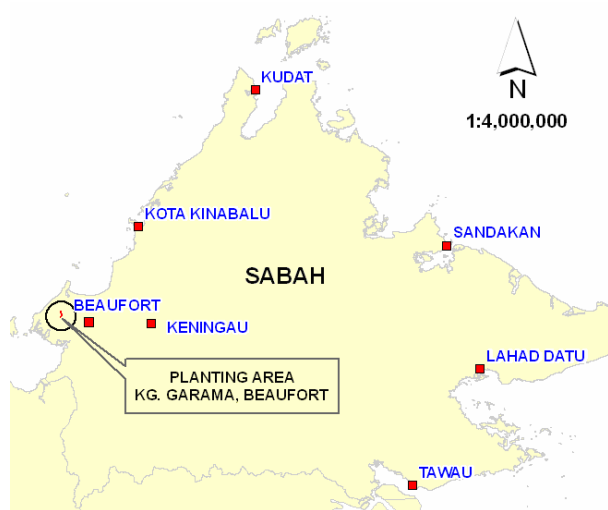 KUDAT
N
1:4,000,000
KOTA KINABALU
SANDAKAN
SABAH
BEAUFORT
KENINGAU
LAHAD DATU
PLANTING AREA
KG. GARAMA, BEAUFORT
TAWAU